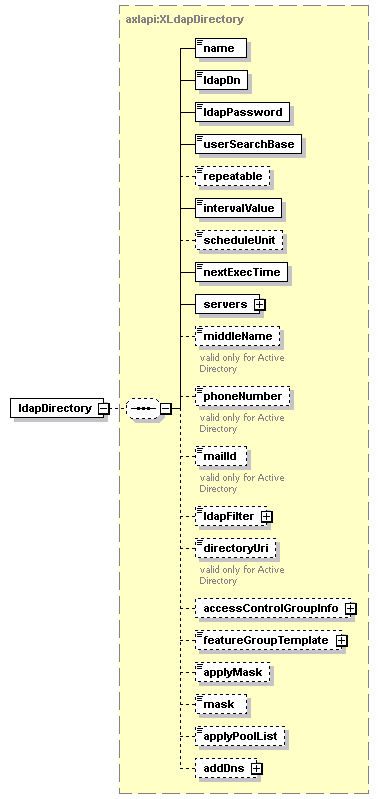 axlapi:XLdapDirectory
name
ldapDn
ldapPassword
userSearchBase
repeatable
intervalValue
scheduleUnit
nextExecTime
servers
middleName
valid only for Active
Directory
ldapDirectory
phoneNumber
valid only for Active
Directory
mailId
valid only for Active
Directory
ldapFilter
directoryUri
valid only for Active
Directory
accessControlGroupInfo
featureGroupTemplate
applyMask
mask
applyPoolList
addDns